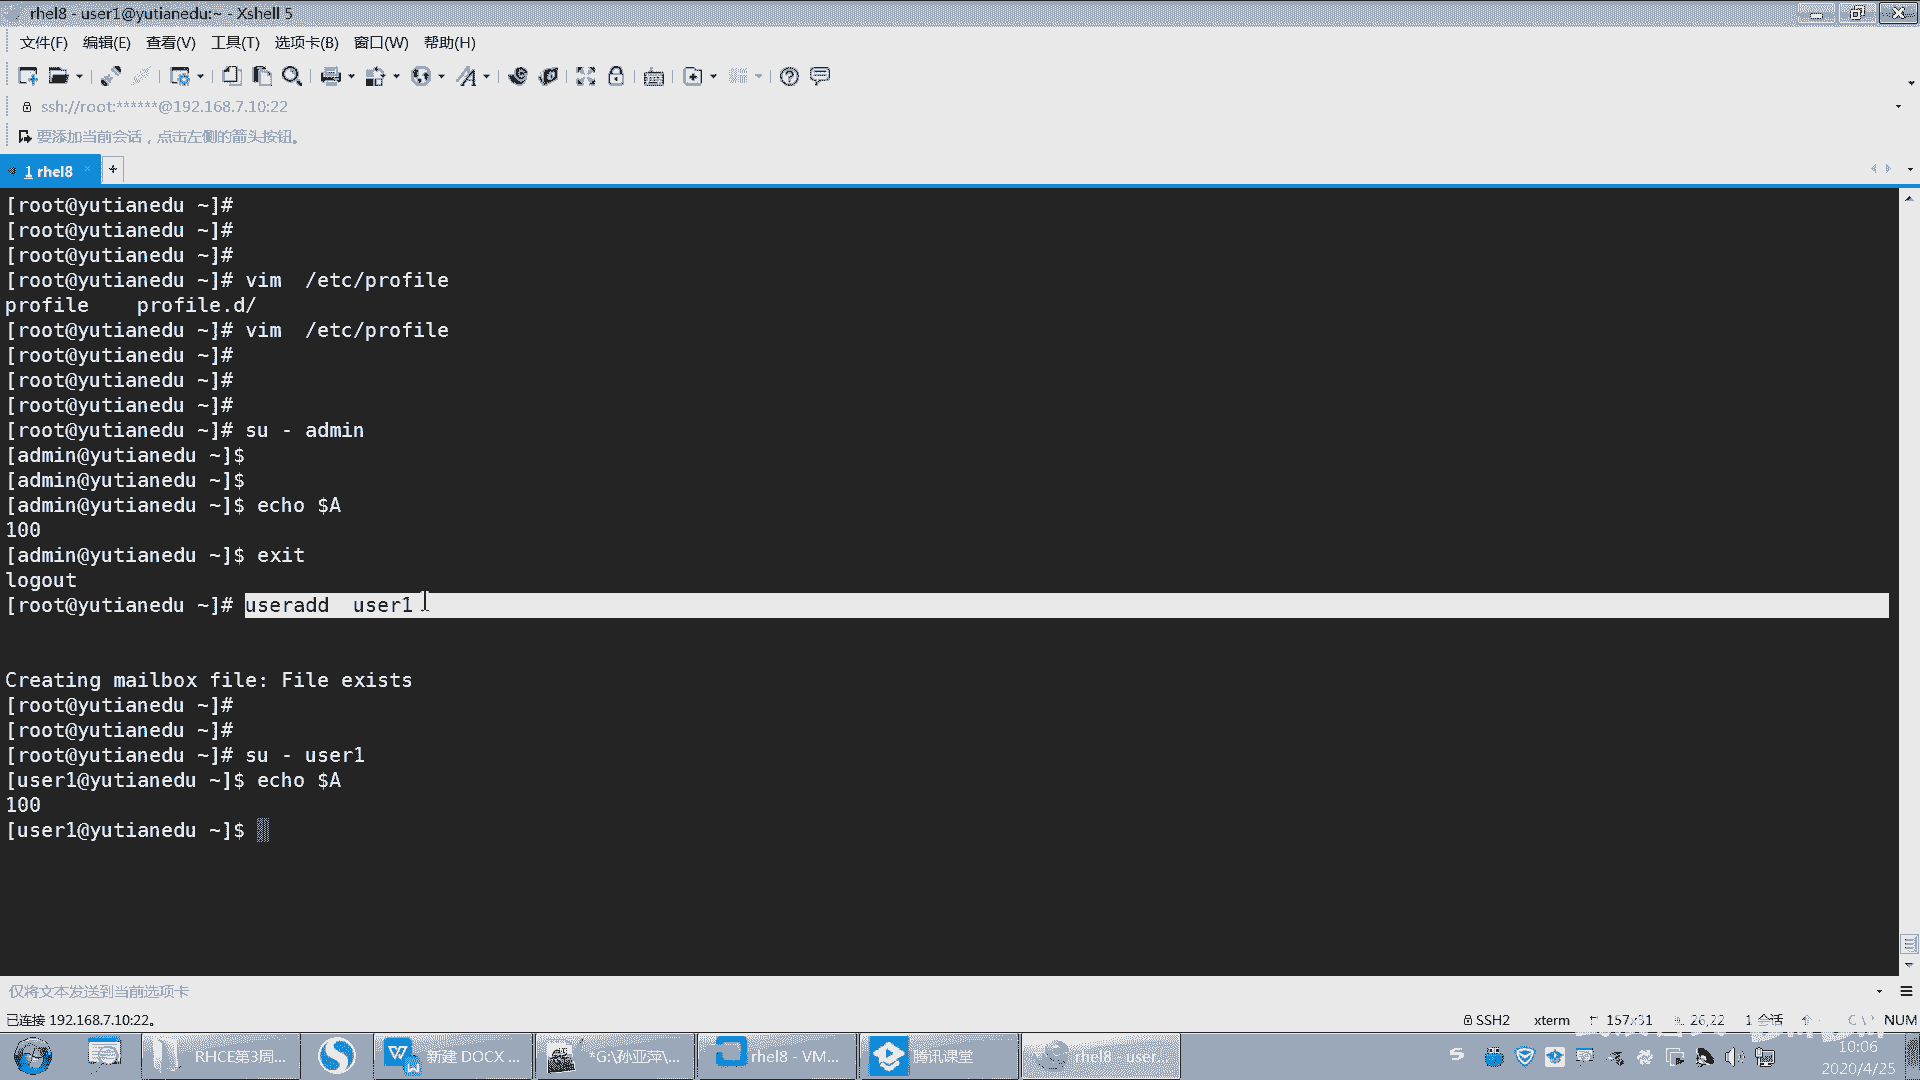 rhel8 - user1@yutianedu:~ - Xshell 5
文件(F) 编辑(E) 查看(V) 工具(T) 选项卡(B) 窗口(W) 帮助(H)
ssh://root:******@192.168.7.10:22
要添加当前会话，点击左侧的箭头按钮。
1 rhel8 × +
[root@yutianedu ~]#
[root@yutianedu ~]#
[root@yutianedu ~]#
[root@yutianedu ~]# vim  /etc/profile
profile    profile.d/
[root@yutianedu ~]# vim  /etc/profile
[root@yutianedu ~]#
[root@yutianedu ~]#
[root@yutianedu ~]#
[root@yutianedu ~]# su - admin
[admin@yutianedu ~]$
[admin@yutianedu ~]$
[admin@yutianedu ~]$ echo $A
100
[admin@yutianedu ~]$ exit
logout
[root@yutianedu ~]# useradd  user1
Creating mailbox file: File exists
[root@yutianedu ~]#
[root@yutianedu ~]#
[root@yutianedu ~]# su - user1
[user1@yutianedu ~]$ echo $A
100
[user1@yutianedu ~]$
仅将文本发送到当前选项卡
已连接 192.168.7.10:22。 SSH2 xterm 157x31 26,22 1 会话 NUM
RHCE第3周... 新建 DOCX ... *G:\孙亚萍\... rhel8 - VM... 腾讯课堂 rhel8 - user...
10:06
2020/4/25